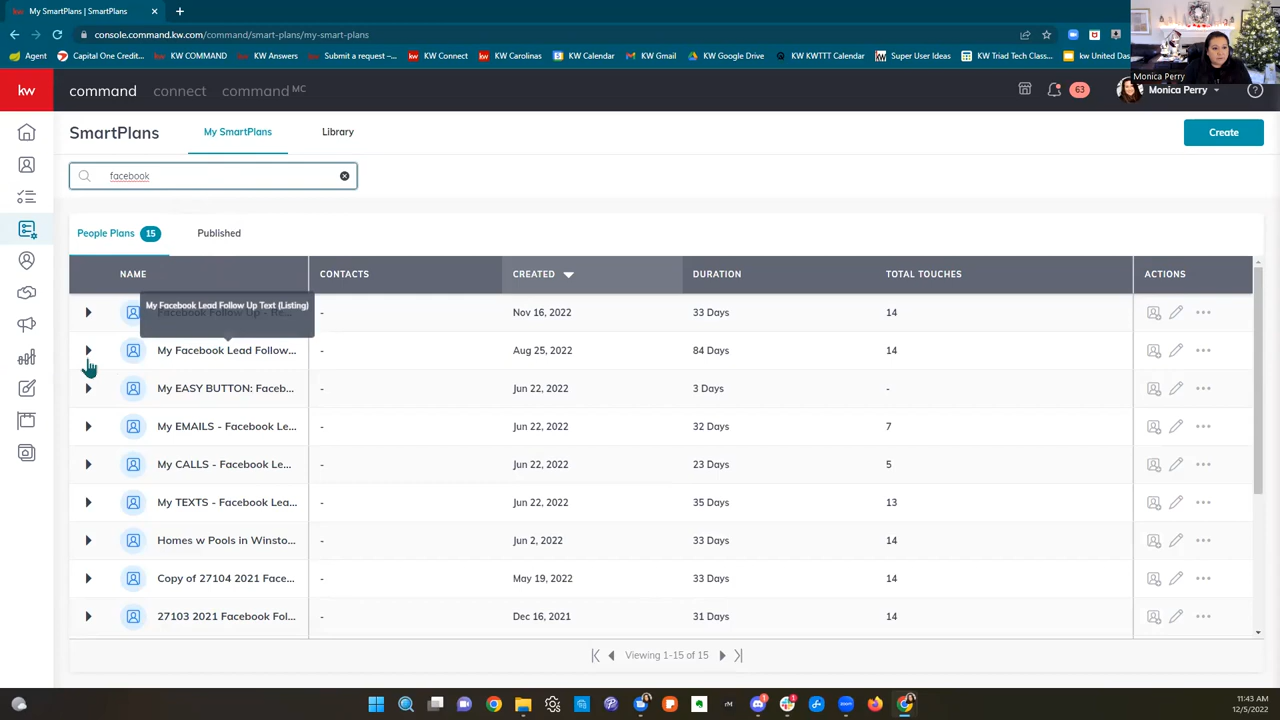 My SmartPlans | SmartPlans
console.command.kw.com/command/smart-plans/my-smart-plans
Agent
Capital One Credit...
KW COMMAND
KW Answers
Submit a request –...
KW Connect
KW Carolinas
KW Calendar
KW Gmail
KW Google Drive
KW KWTTT Calendar
Super User Ideas
KW Triad Tech Class...
kw United Das
Monica Perry
kw
command
connect
command MC
63
Monica Perry
SmartPlans
My SmartPlans
Library
Create
facebook
People Plans 15
Published
NAME
CONTACTS
CREATED
DURATION
TOTAL TOUCHES
ACTIONS
My Facebook Lead Follow Up Text (Listing)
Facebook Follow Up - Re... - Nov 16, 2022 33 Days 14
My Facebook Lead Follow... - Aug 25, 2022 84 Days 14
My EASY BUTTON: Faceb... - Jun 22, 2022 3 Days -
My EMAILS - Facebook Le... - Jun 22, 2022 32 Days 7
My CALLS - Facebook Le... - Jun 22, 2022 23 Days 5
My TEXTS - Facebook Lea... - Jun 22, 2022 35 Days 13
Homes w Pools in Winsto... - Jun 2, 2022 33 Days 14
Copy of 27104 2021 Face... - May 19, 2022 33 Days 14
27103 2021 Facebook Fol... - Dec 16, 2021 31 Days 14
Viewing 1-15 of 15
11:43 AM
12/5/2022